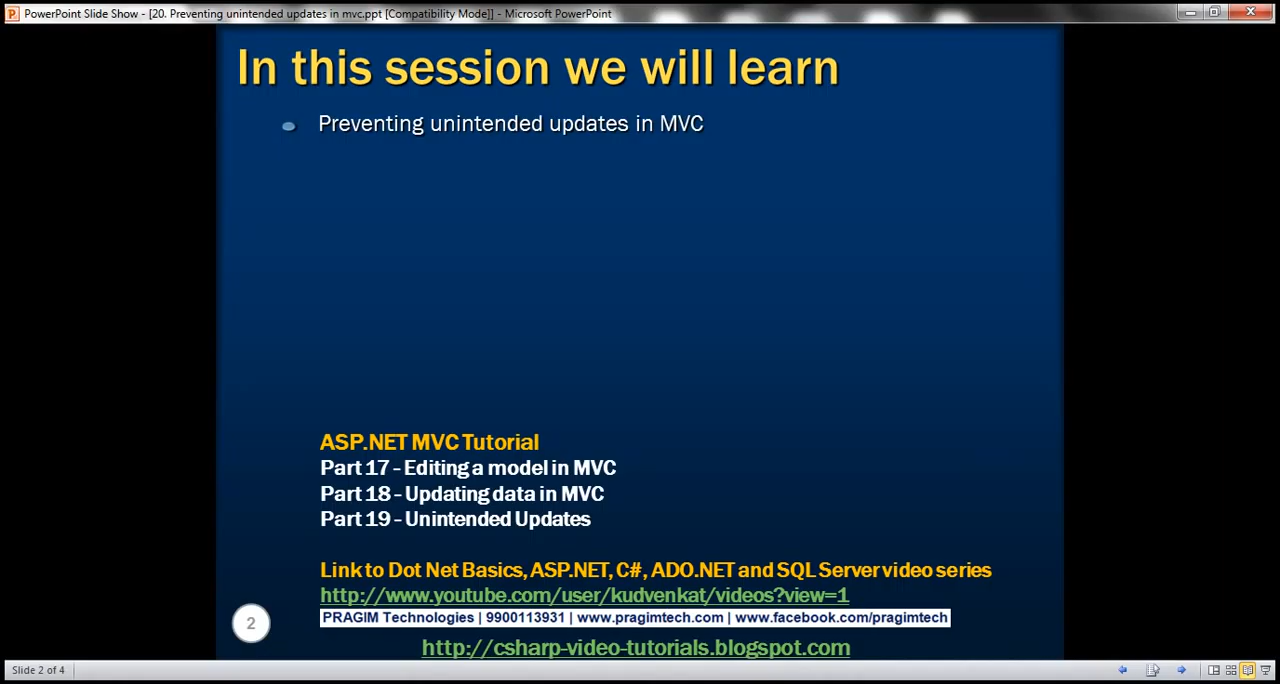 PowerPoint Slide Show - [20. Preventing unintended updates in mvc.ppt [Compatibility Mode]] - Microsoft PowerPoint
In this session we will learn
Preventing unintended updates in MVC
ASP.NET MVC Tutorial
Part 17 - Editing a model in MVC
Part 18 - Updating data in MVC
Part 19 - Unintended Updates
Link to Dot Net Basics, ASP.NET, C#, ADO.NET and SQL Server video series
http://www.youtube.com/user/kudvenkat/videos?view=1
PRAGIM Technologies | 9900113931 | www.pragimtech.com | www.facebook.com/pragimtech
2
http://csharp-video-tutorials.blogspot.com
Slide 2 of 4